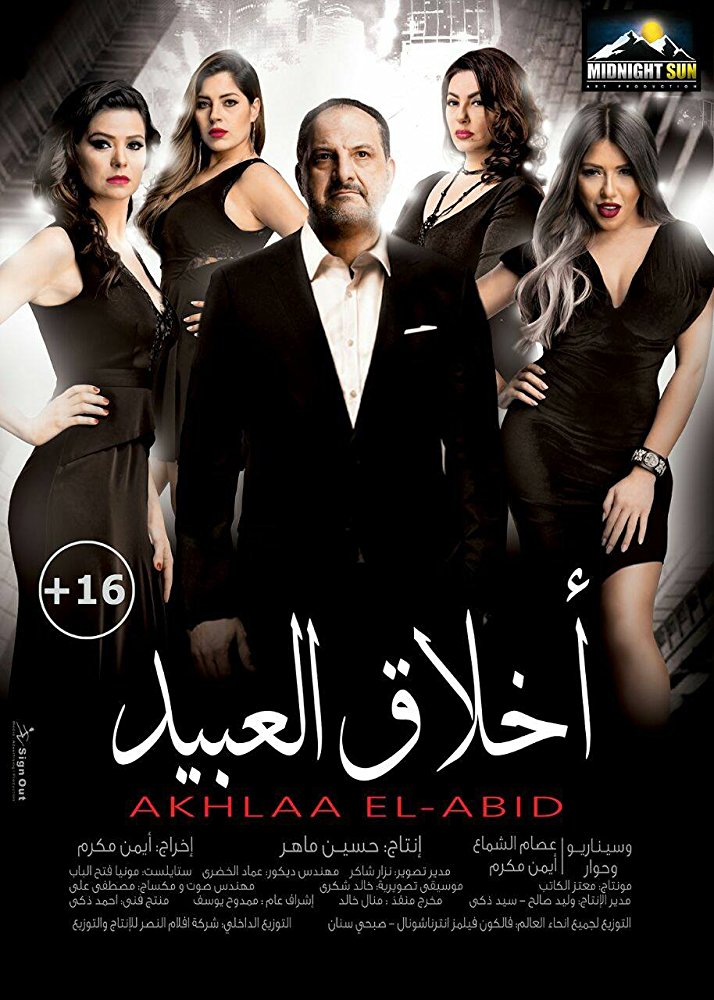 MIDNIGHT SUN
ART PRODUCTION
+16
أخلاق العبيد
AKHLAA EL-ABID
وسيناريو وحوار عصام الشماع أيمن مكرم إنتاج: حسين ماهر إخراج: أيمن مكرم
مدير تصوير: نزار شاكر مهندس ديكور: عماد الخضرى ستايلست: مونيا فتح الباب
مونتاج: معتز الكاتب موسيقى تصويرية: خالد شكرى مهندس صوت و مكساج: مصطفى على
مدير الإنتاج: وليد صالح - سيد ذكى مخرج منفذ : منال خالد إشراف عام : ممدوح يوسف منتج فنى: احمد ذكى
التوزيع لجميع انحاء العالم: فالكون فيلمز انترناشونال - صبحي سنان التوزيع الداخلي: شركة افلام النصر للإنتاج والتوزيع
Sign Out